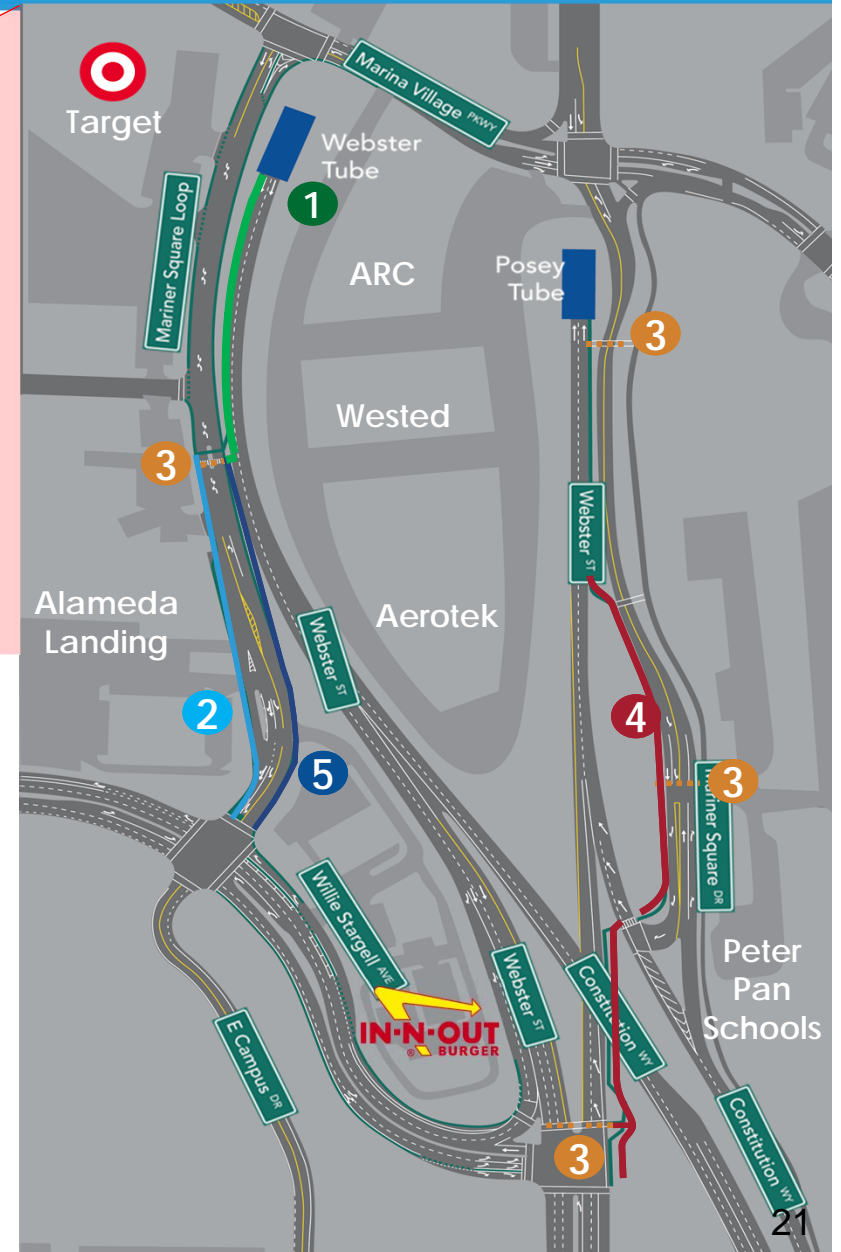 Marina Village PKWY
Target
Webster
Tube
1
Mariner Square Loop
ARC
Posey
Tube
3
Wested
3
Webster ST
Alameda
Landing
Aerotek
Webster ST
2
4
5
3
Mariner Square DR
Willie Stargell AVE
Peter
Pan
Schools
Webster ST
Constitution WY
IN-N-OUT
® BURGER
E Campus DR
Constitution WY
3
21